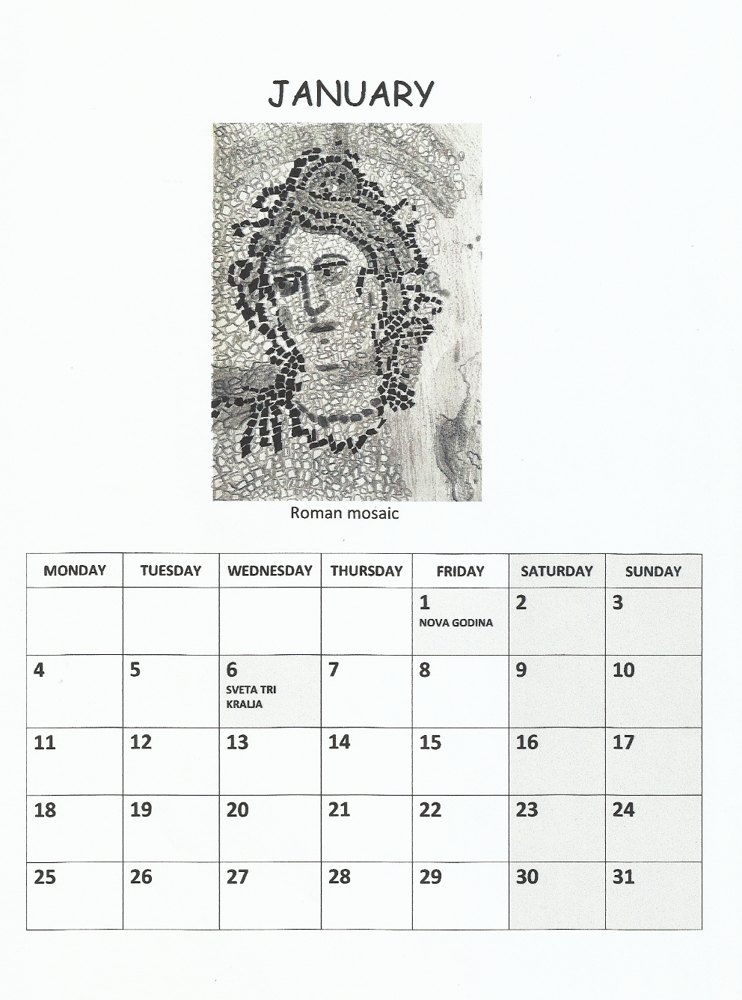 JANUARY
Roman mosaic
MONDAY TUESDAY WEDNESDAY THURSDAY FRIDAY SATURDAY SUNDAY
1 2 3
NOVA GODINA
4 5 6 7 8 9 10
SVETA TRI
KRALJA
11 12 13 14 15 16 17
18 19 20 21 22 23 24
25 26 27 28 29 30 31